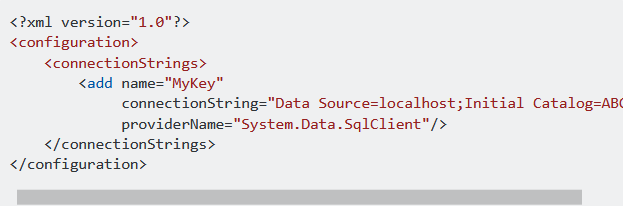 <?xml version="1.0"?>
<configuration>
    <connectionStrings>
        <add name="MyKey"
             connectionString="Data Source=localhost;Initial Catalog=ABC
             providerName="System.Data.SqlClient"/>
    </connectionStrings>
</configuration>